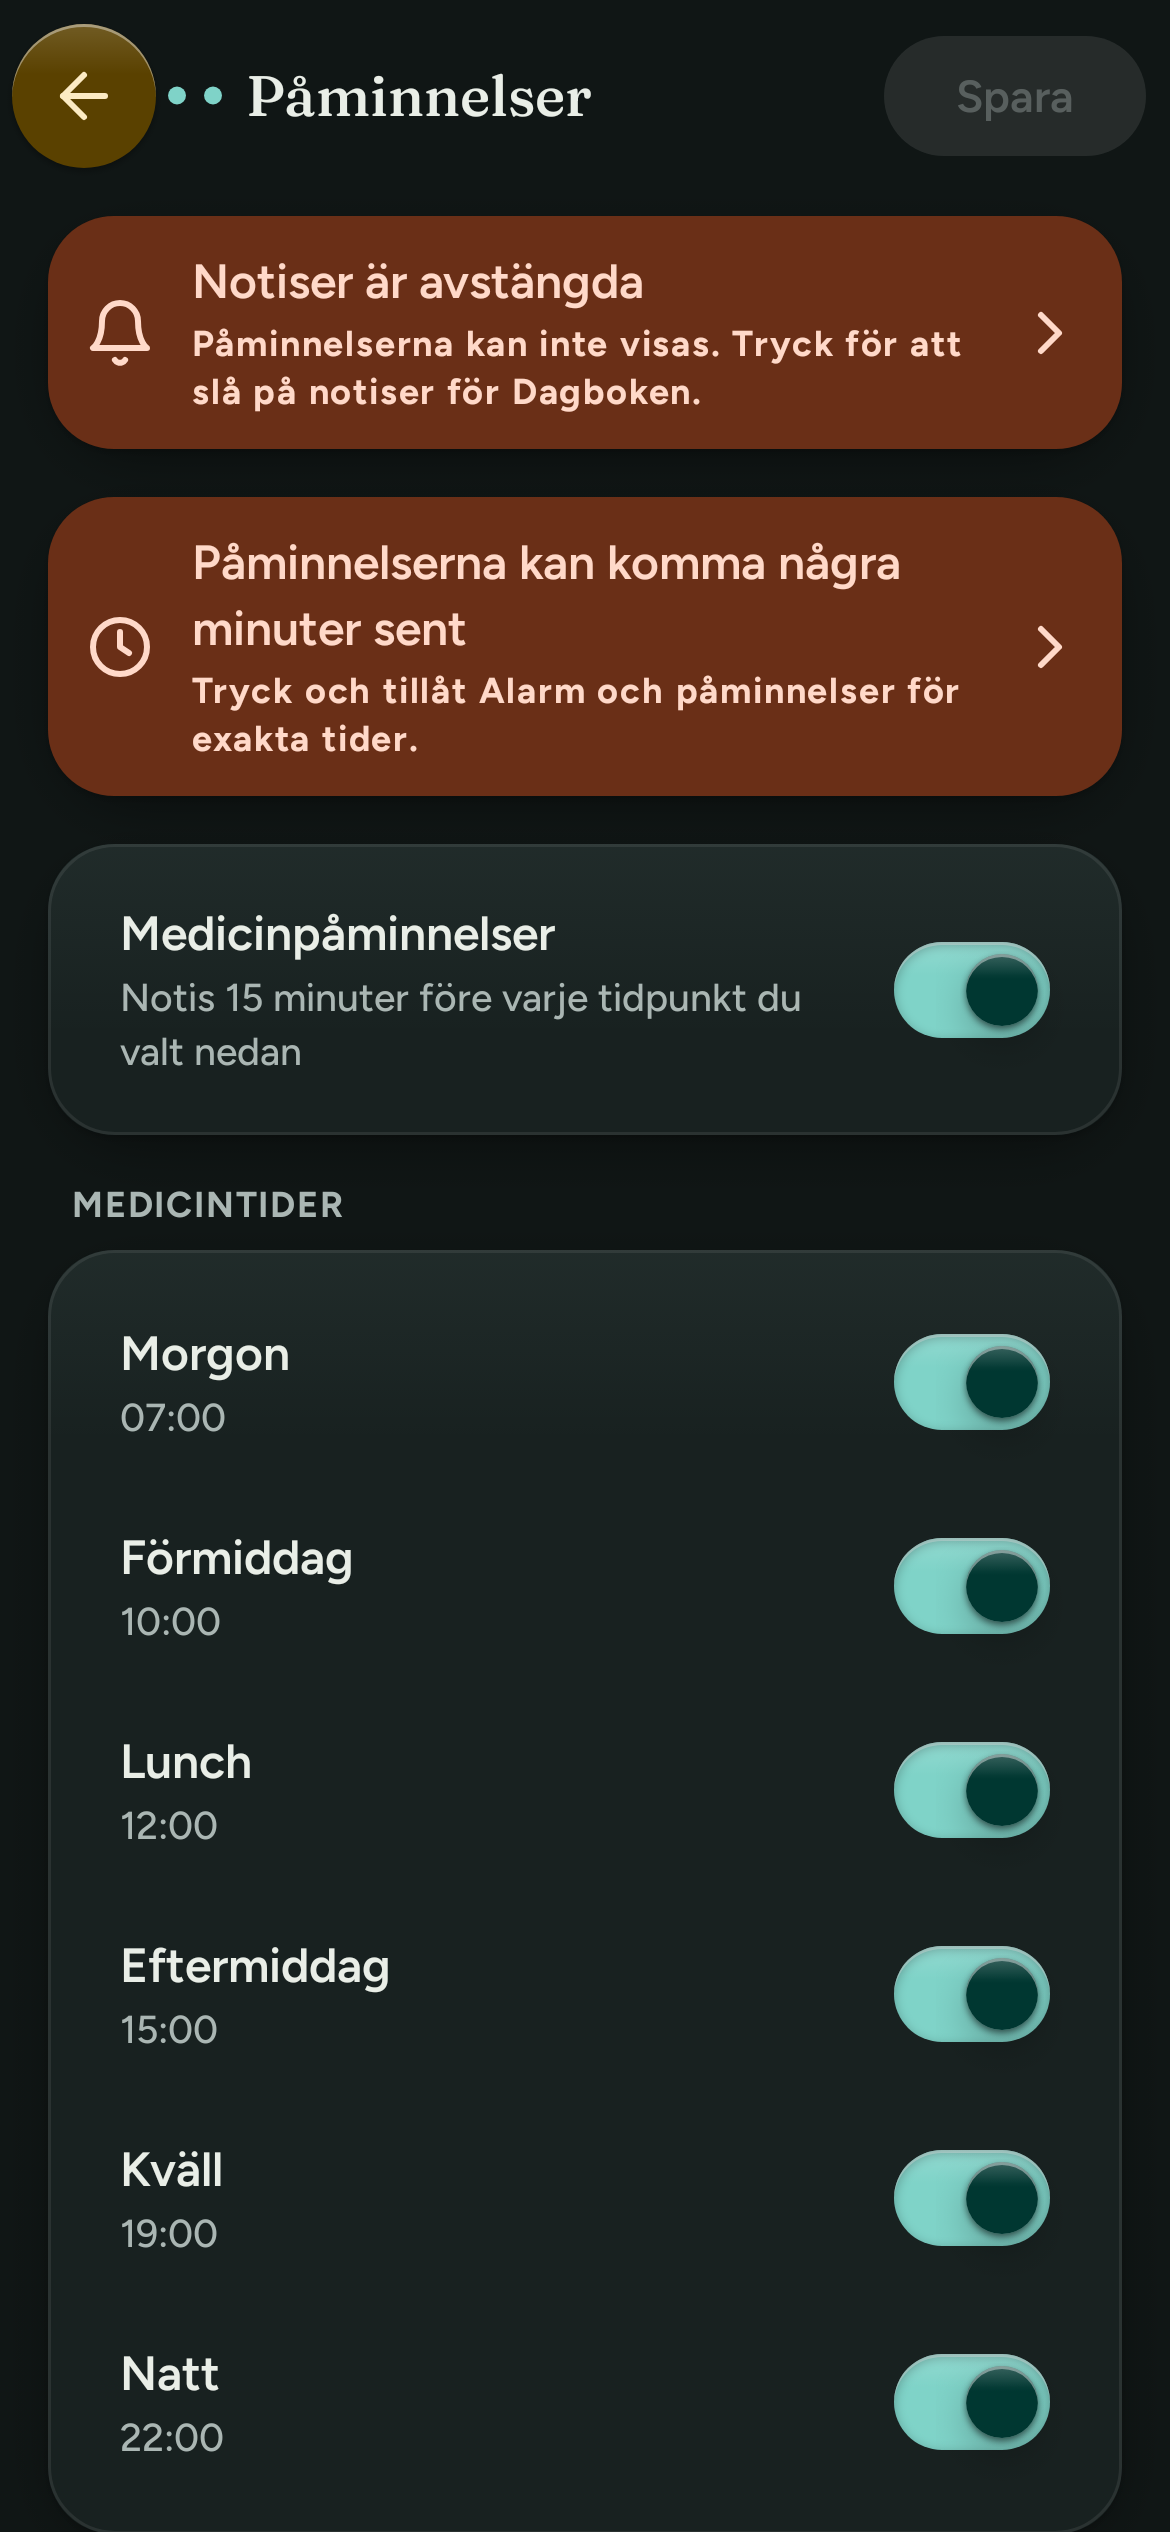 Påminnelser
Spara
Notiser är avstängda
Påminnelserna kan inte visas. Tryck för att
slå på notiser för Dagboken.
Påminnelserna kan komma några
minuter sent
Tryck och tillåt Alarm och påminnelser för
exakta tider.
Medicinpåminnelser
Notis 15 minuter före varje tidpunkt du
valt nedan
MEDICINTIDER
Morgon
07:00
Förmiddag
10:00
Lunch
12:00
Eftermiddag
15:00
Kväll
19:00
Natt
22:00